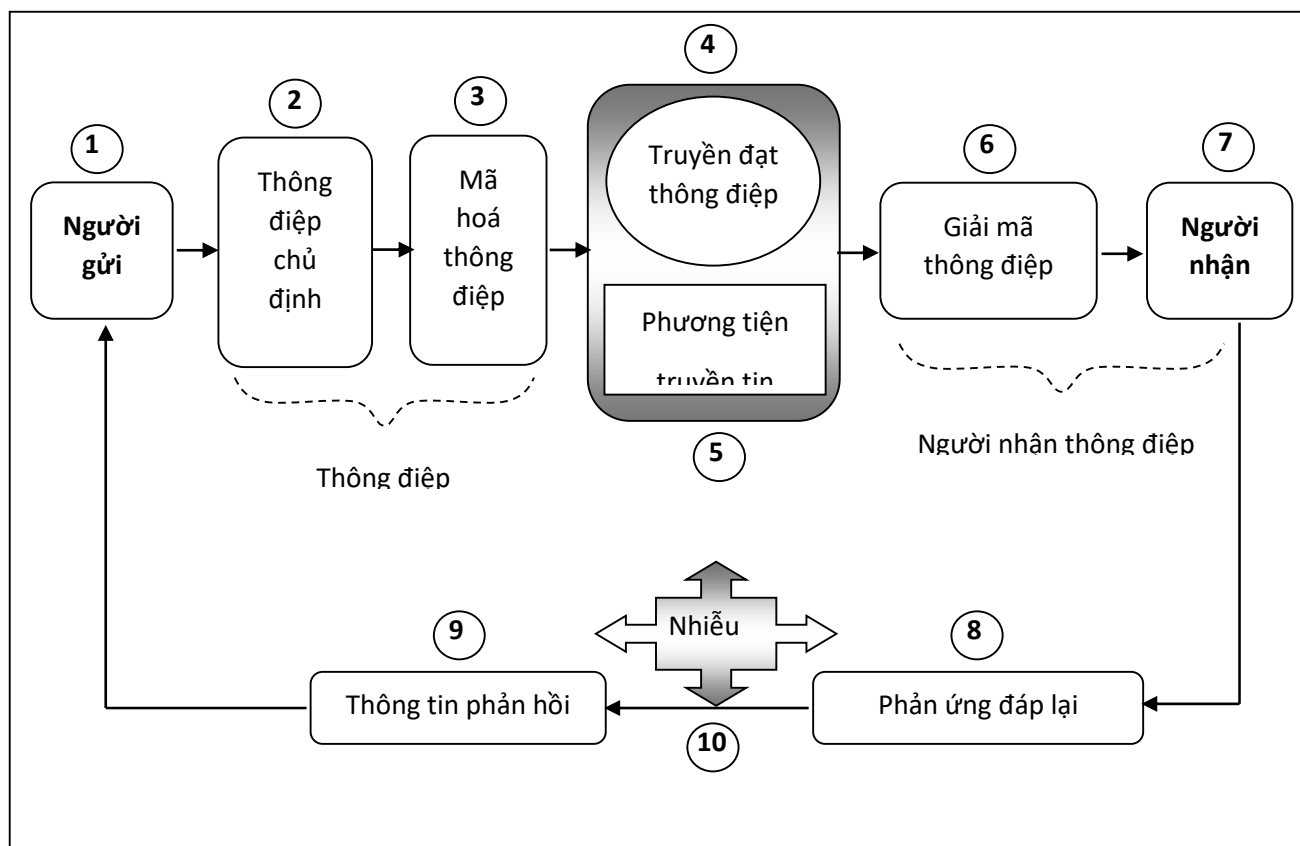 1
Người
gửi
2
Thông
điệp
chủ
định
3
Mã
hoá
thông
điệp
Thông điệp
4
Truyền đạt
thông điệp
Phương tiện
truyền tin
5
6
Giải mã
thông điệp
7
Người
nhận
Người nhận thông điệp
8
Phản ứng đáp lại
Nhiễu
10
9
Thông tin phản hồi